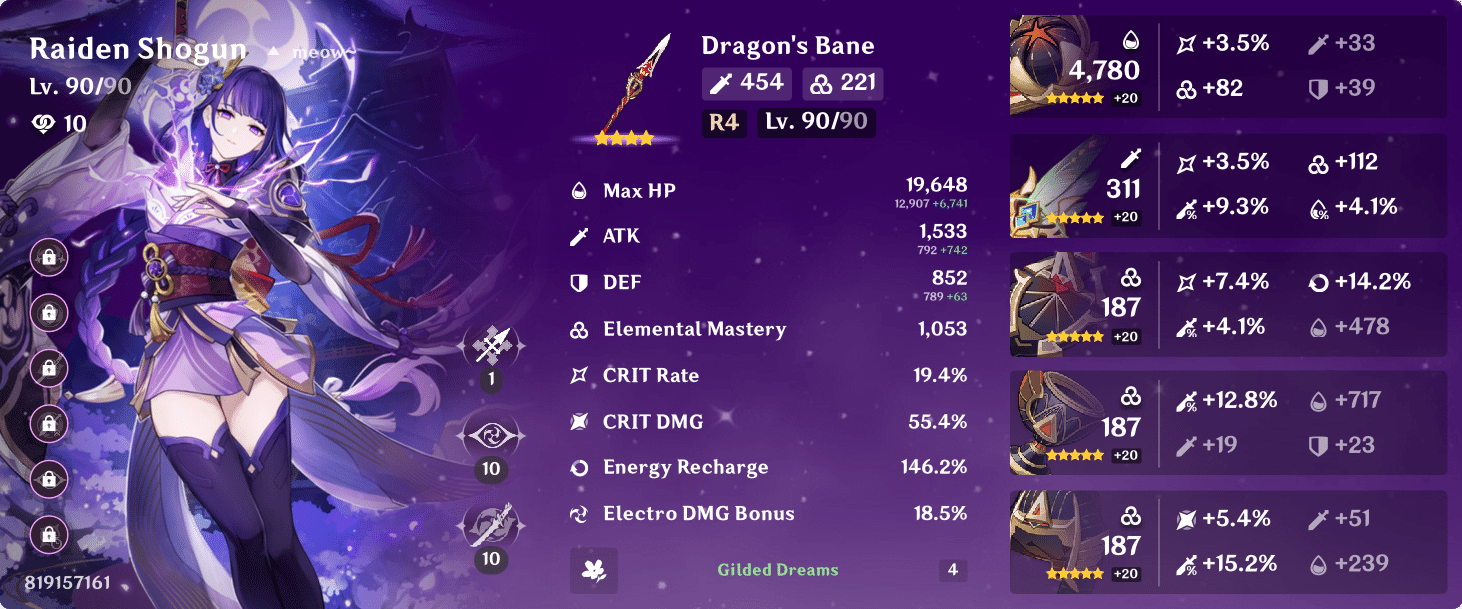 Raiden Shogun ▲ meow~
Lv. 90/90
10
1
10
10
819157161
Dragon's Bane
454 221
R4 Lv. 90/90
Max HP 19,648
12,907 +6,741
ATK 1,533
792 +742
DEF 852
789 +63
Elemental Mastery 1,053
CRIT Rate 19.4%
CRIT DMG 55.4%
Energy Recharge 146.2%
Electro DMG Bonus 18.5%
Gilded Dreams 4
4,780
+20
+3.5% +33
+82 +39
311
+20
+3.5% +112
+9.3% +4.1%
187
+20
+7.4% +14.2%
+4.1% +478
187
+20
+12.8% +717
+19 +23
187
+20
+5.4% +51
+15.2% +239